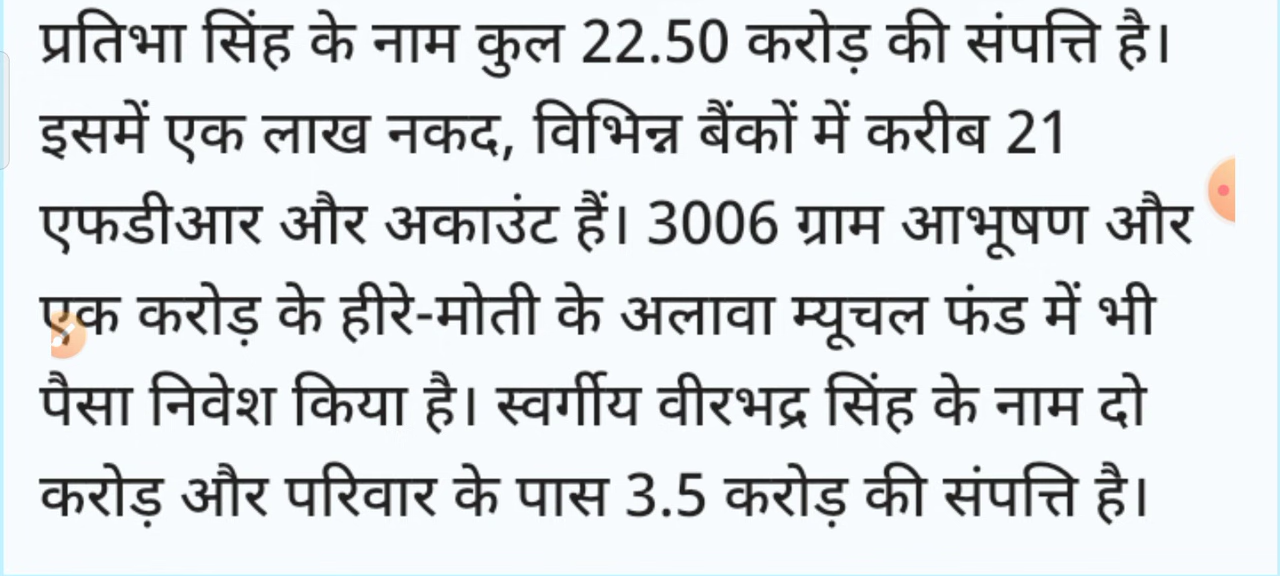 प्रतिभा सिंह के नाम कुल 22.50 करोड़ की संपत्ति है।
इसमें एक लाख नकद, विभिन्न बैंकों में करीब 21
एफडीआर और अकाउंट हैं। 3006 ग्राम आभूषण और
एक करोड़ के हीरे-मोती के अलावा म्यूचल फंड में भी
पैसा निवेश किया है। स्वर्गीय वीरभद्र सिंह के नाम दो
करोड़ और परिवार के पास 3.5 करोड़ की संपत्ति है।